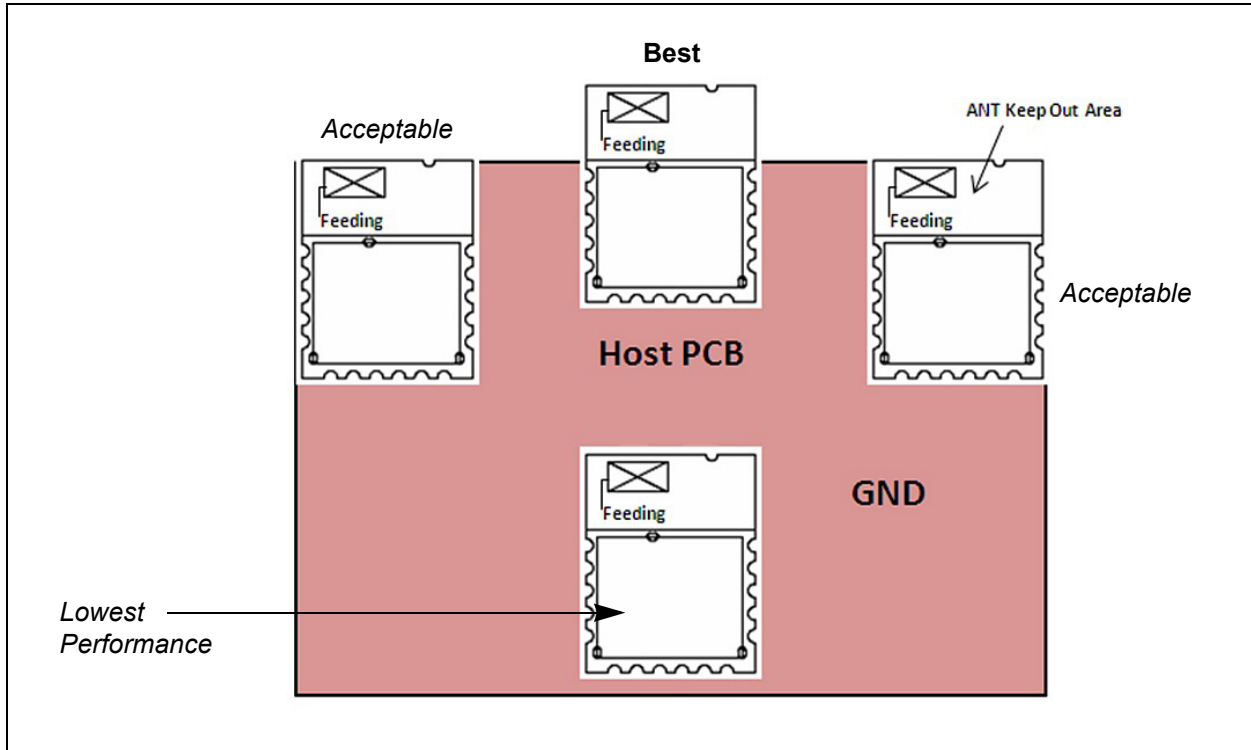 Best
Acceptable
ANT Keep Out Area
Feeding
Feeding
Feeding
Acceptable
Host PCB
GND
Feeding
Lowest
Performance